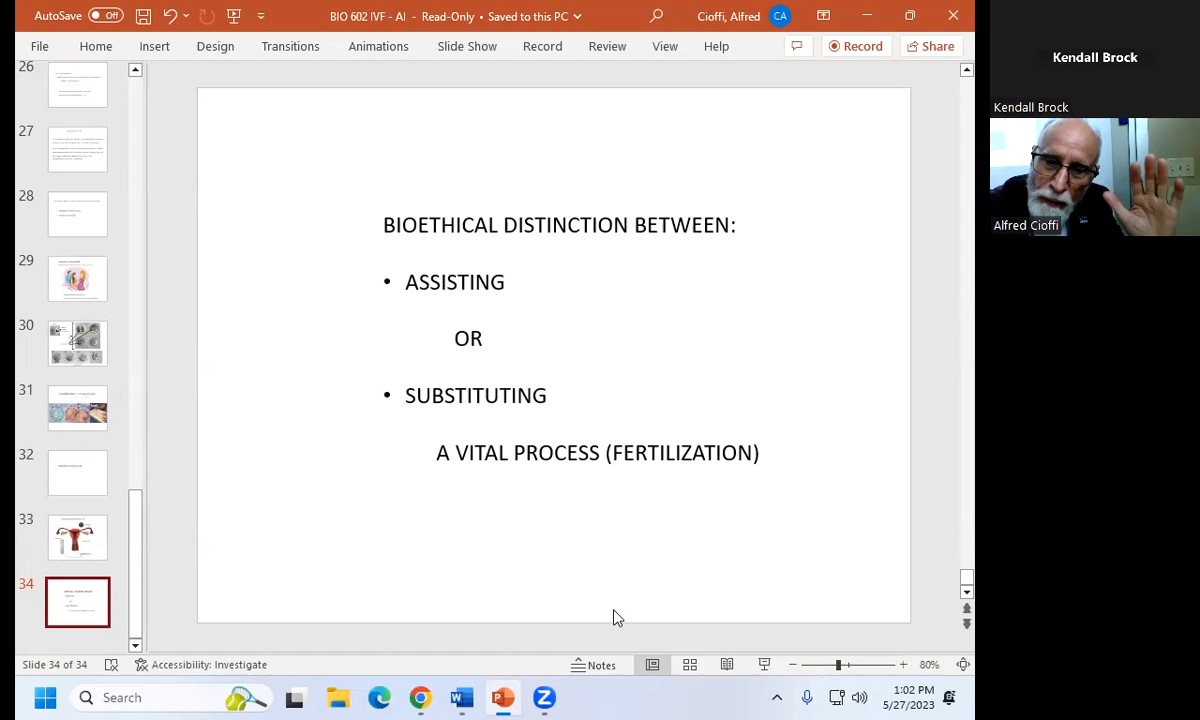 AutoSave Off
BIO 602 IVF - AI - Read-Only • Saved to this PC
Cioffi, Alfred CA
File Home Insert Design Transitions Animations Slide Show Record Review View Help Record Share
26
27
28
29
30
31
32
33
34
BIOETHICAL DISTINCTION BETWEEN:
• ASSISTING
OR
• SUBSTITUTING
A VITAL PROCESS (FERTILIZATION)
Kendall Brock
Kendall Brock
Alfred Cioffi
Slide 34 of 34 Accessibility: Investigate Notes 80%
Search
1:02 PM
5/27/2023